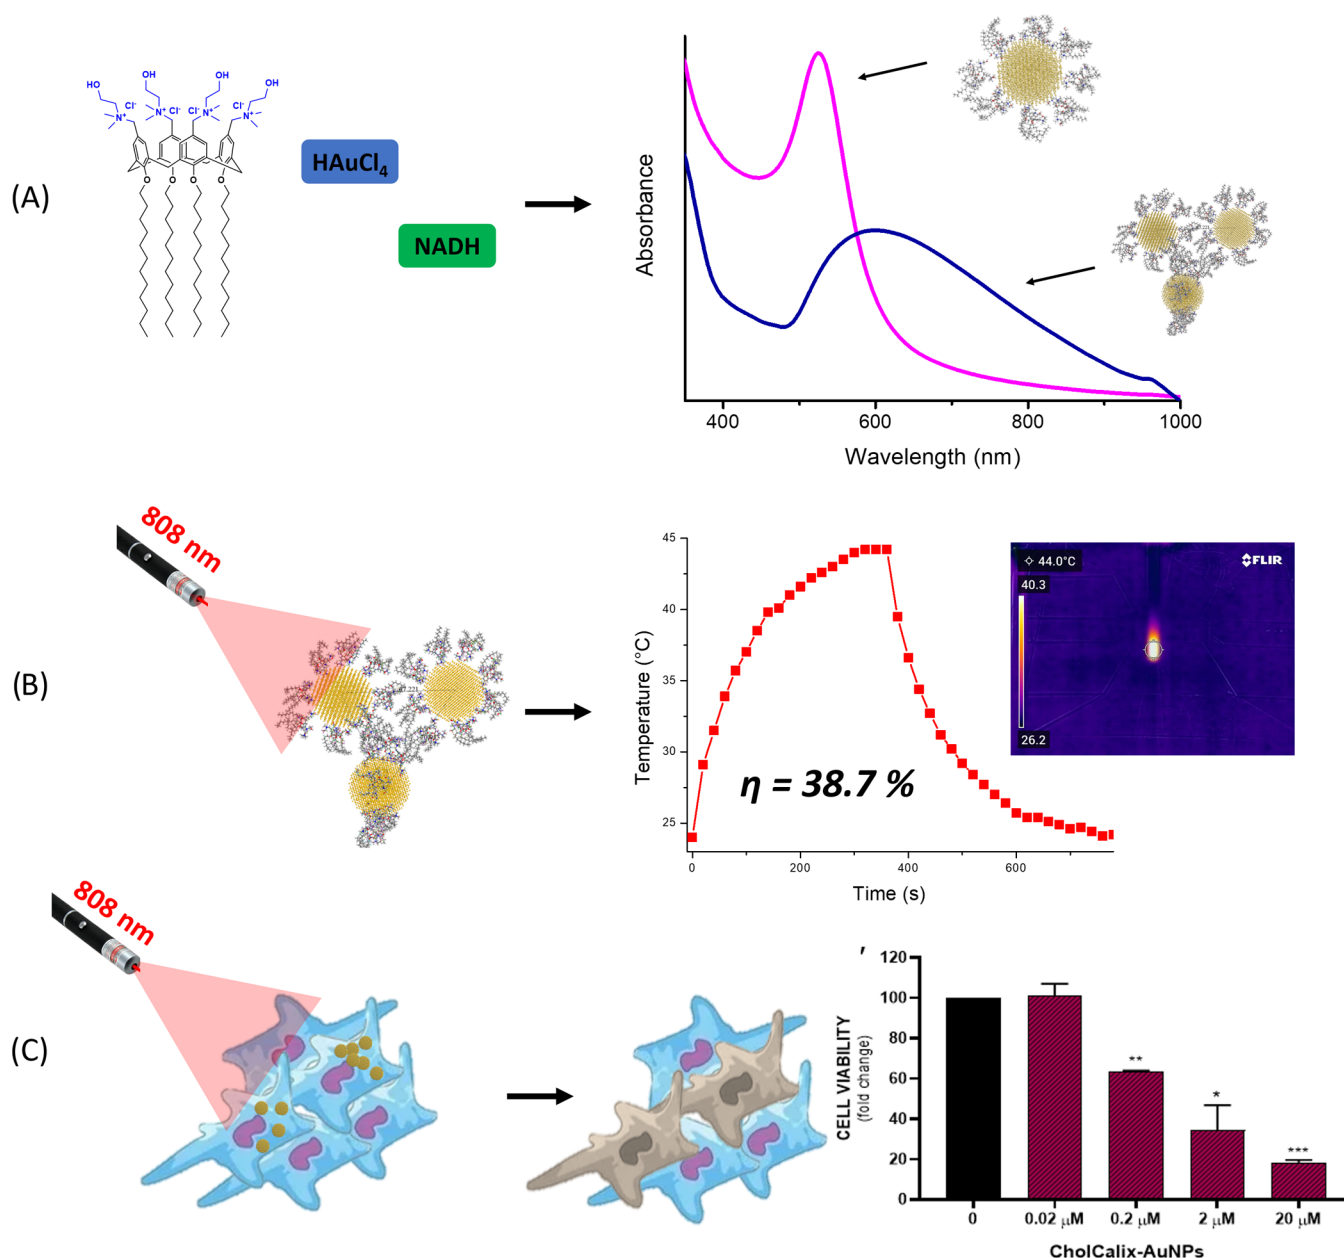 (A)
HO
OH
OH
OH
Cl⁻
Cl⁻
Cl⁻
Cl⁻
N⁺
N⁺
N⁺
N⁺
O
O
O
O
HAuCl₄
NADH
Absorbance
400
600
800
1000
Wavelength (nm)
(B)
808 nm
Temperature (°C)
45
40
35
30
25
0
200
400
600
Time (s)
η = 38.7 %
44.0°C
FLIR
40.3
26.2
(C)
808 nm
CELL VIABILITY
(fold change)
120
100
80
60
40
20
0
**
*
***
0
0.02 μM
0.2 μM
2 μM
20 μM
CholCalix-AuNPs